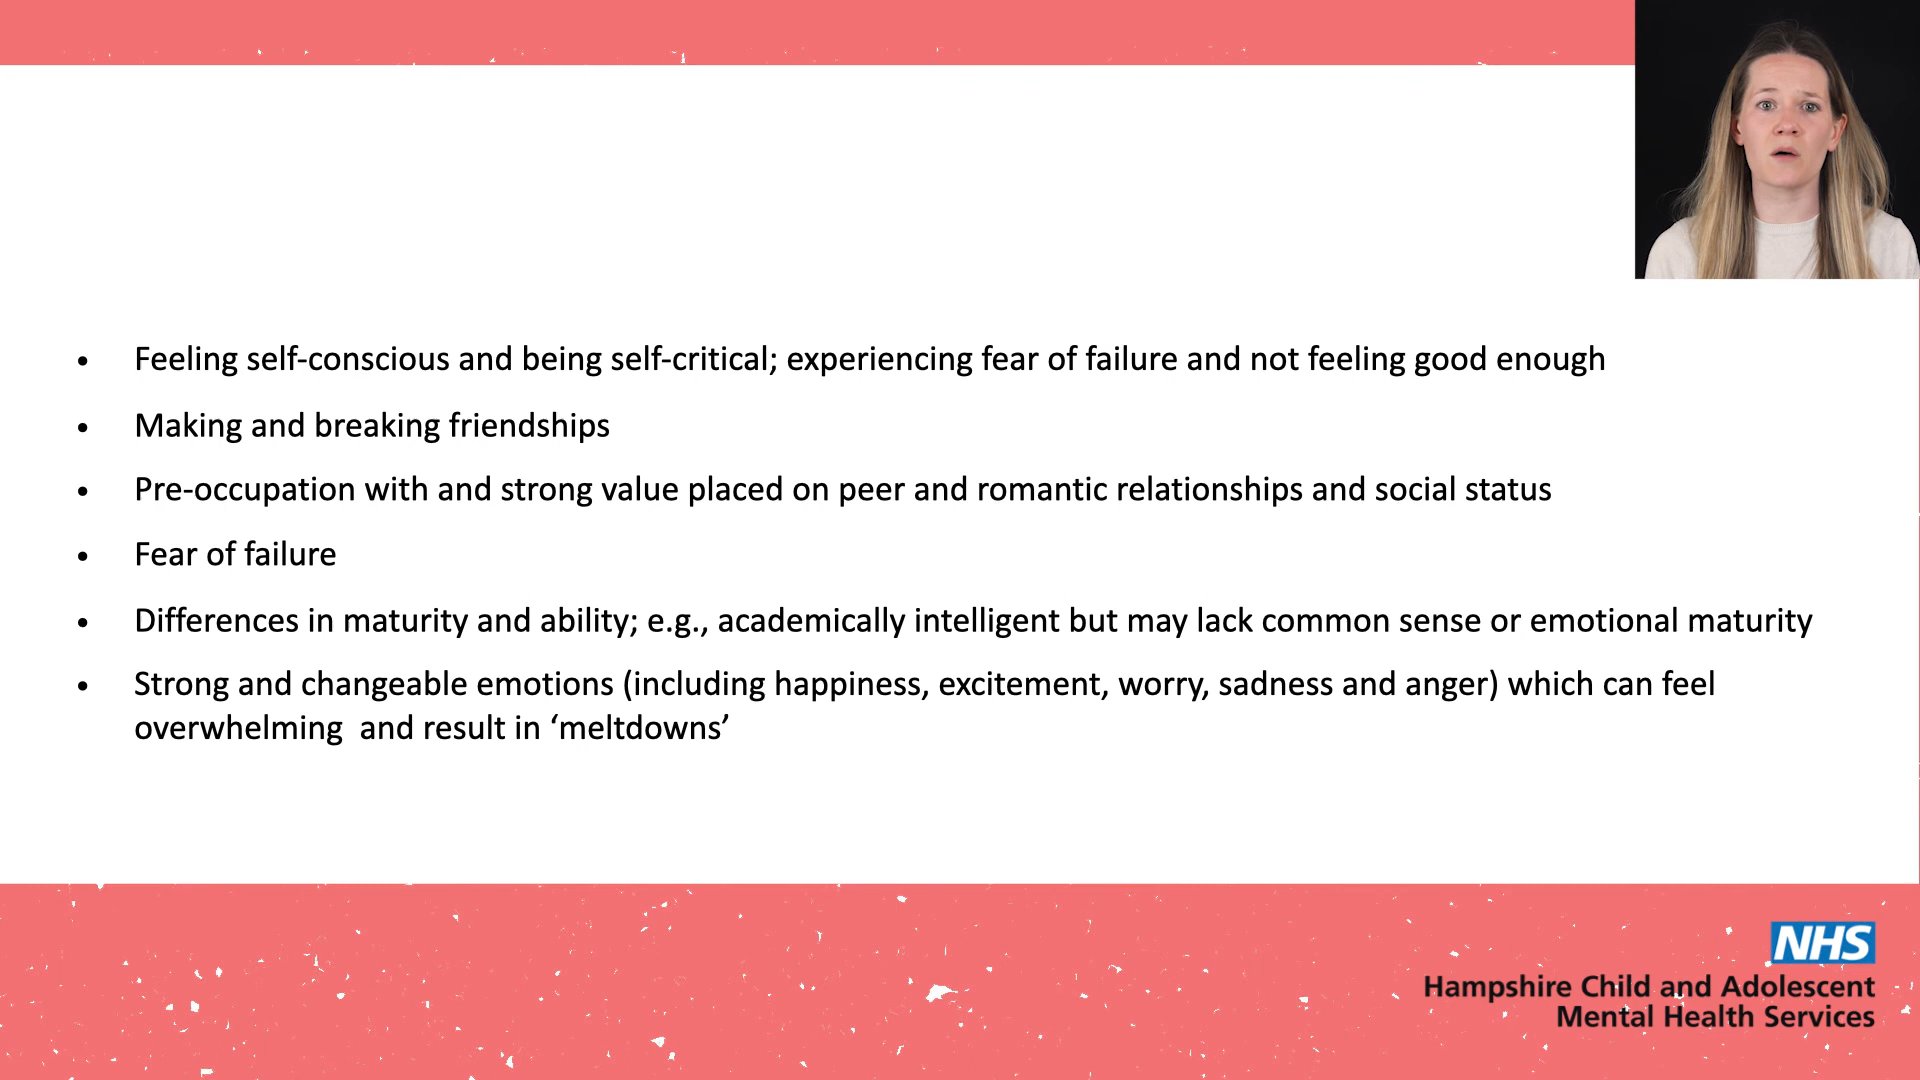 • Feeling self-conscious and being self-critical; experiencing fear of failure and not feeling good enough
• Making and breaking friendships
• Pre-occupation with and strong value placed on peer and romantic relationships and social status
• Fear of failure
• Differences in maturity and ability; e.g., academically intelligent but may lack common sense or emotional maturity
• Strong and changeable emotions (including happiness, excitement, worry, sadness and anger) which can feel
overwhelming  and result in ‘meltdowns’
NHS
Hampshire Child and Adolescent
Mental Health Services